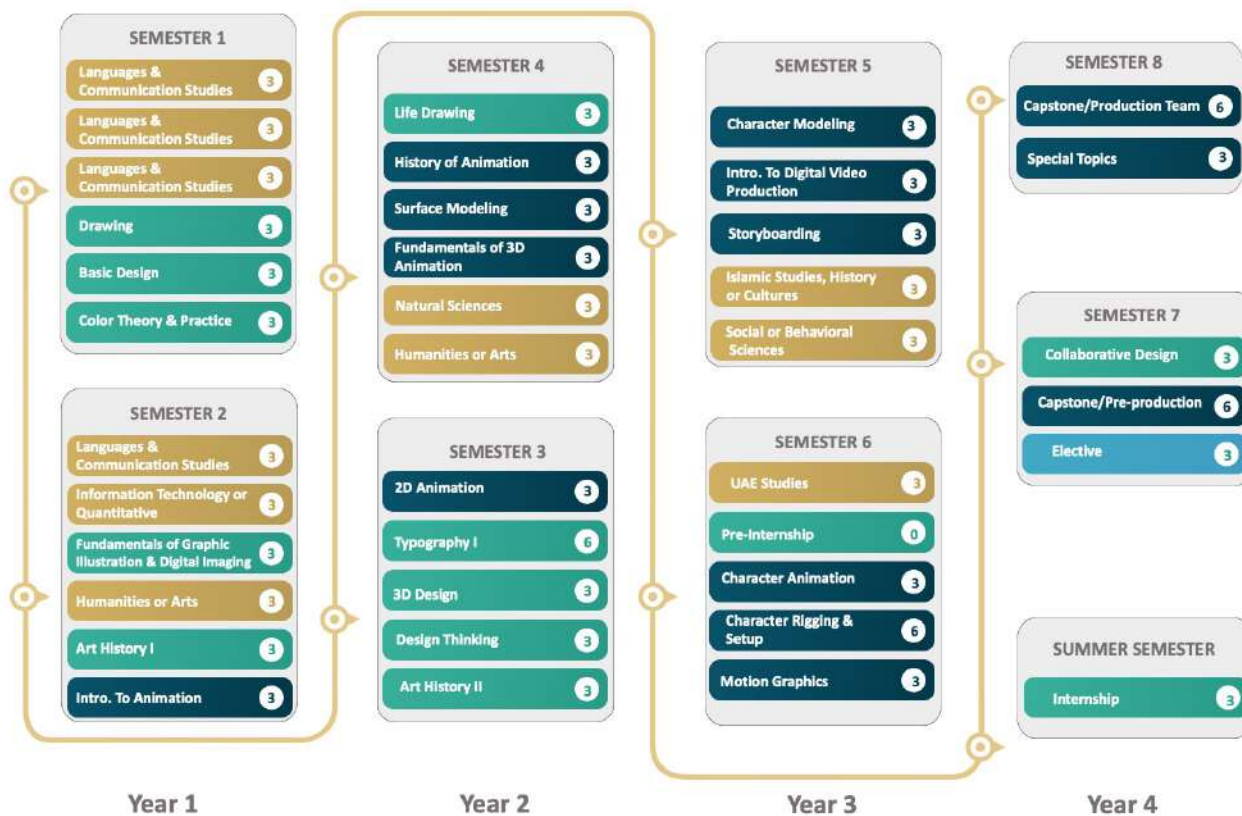 SEMESTER 1
Languages &
Communication Studies
3
Languages &
Communication Studies
3
Languages &
Communication Studies
3
Drawing
3
Basic Design
3
Color Theory & Practice
3
SEMESTER 2
Languages &
Communication Studies
3
Information Technology or
Quantitative
3
Fundamentals of Graphic
Illustration & Digital Imaging
3
Humanities or Arts
3
Art History I
3
Intro. To Animation
3
Year 1
SEMESTER 4
Life Drawing
3
History of Animation
3
Surface Modeling
3
Fundamentals of 3D
Animation
3
Natural Sciences
3
Humanities or Arts
3
SEMESTER 3
2D Animation
3
Typography I
6
3D Design
3
Design Thinking
3
Art History II
3
Year 2
SEMESTER 5
Character Modeling
3
Intro. To Digital Video
Production
3
Storyboarding
3
Islamic Studies, History
or Cultures
3
Social or Behavioral
Sciences
3
SEMESTER 6
UAE Studies
3
Pre-Internship
0
Character Animation
3
Character Rigging &
Setup
6
Motion Graphics
3
Year 3
SEMESTER 8
Capstone/Production Team
6
Special Topics
3
SEMESTER 7
Collaborative Design
3
Capstone/Pre-production
6
Elective
3
SUMMER SEMESTER
Internship
3
Year 4